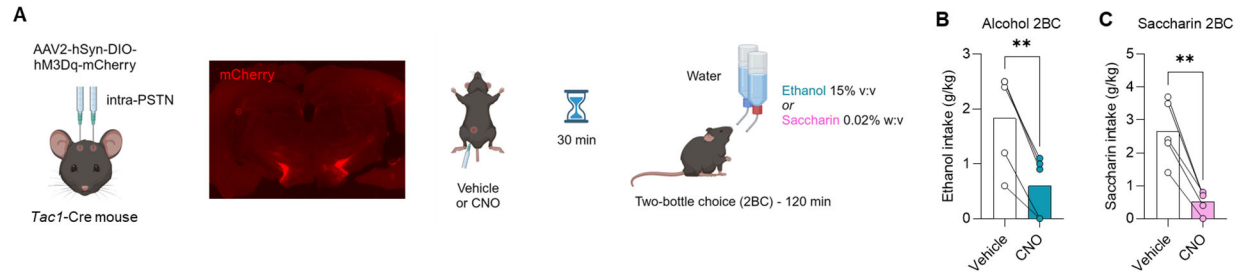 A
AAV2-hSyn-DIO-
hM3Dq-mCherry
intra-PSTN
Tac1-Cre mouse
mCherry
Vehicle
or CNO
30 min
Water
Ethanol 15% v:v
or
Saccharin 0.02% w:v
Two-bottle choice (2BC) - 120 min
B
Alcohol 2BC
**
Ethanol intake (g/kg)
3
2
1
0
Vehicle
CNO
C
Saccharin 2BC
**
Saccharin intake (g/kg)
5
4
3
2
1
0
Vehicle
CNO